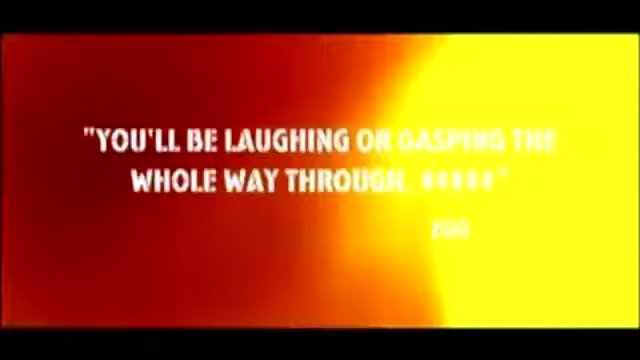 "YOU'LL BE LAUGHING OR GASPING THE
WHOLE WAY THROUGH. *****"
ZOO